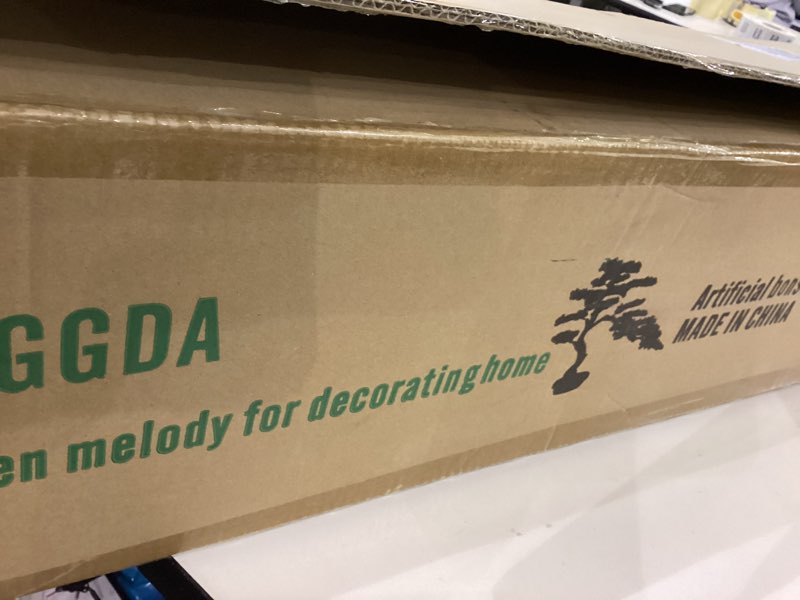 GGDA
en melody for decorating home
Artificial bons
MADE IN CHINA